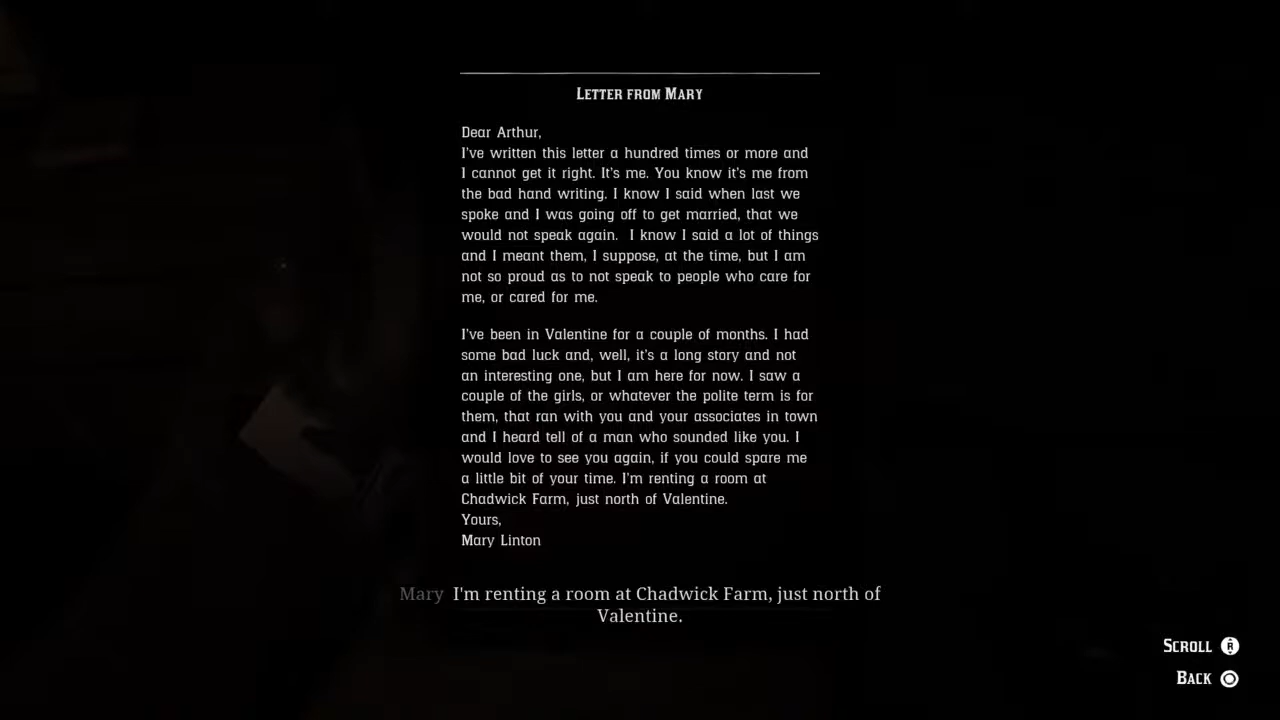 Letter from Mary
Dear Arthur,
I've written this letter a hundred times or more and
I cannot get it right. It's me. You know it's me from
the bad hand writing. I know I said when last we
spoke and I was going off to get married, that we
would not speak again. I know I said a lot of things
and I meant them, I suppose, at the time, but I am
not so proud as to not speak to people who care for
me, or cared for me.
I've been in Valentine for a couple of months. I had
some bad luck and, well, it's a long story and not
an interesting one, but I am here for now. I saw a
couple of the girls, or whatever the polite term is for
them, that ran with you and your associates in town
and I heard tell of a man who sounded like you. I
would love to see you again, if you could spare me
a little bit of your time. I'm renting a room at
Chadwick Farm, just north of Valentine.
Yours,
Mary Linton
Mary I'm renting a room at Chadwick Farm, just north of
Valentine.
Scroll R
Back